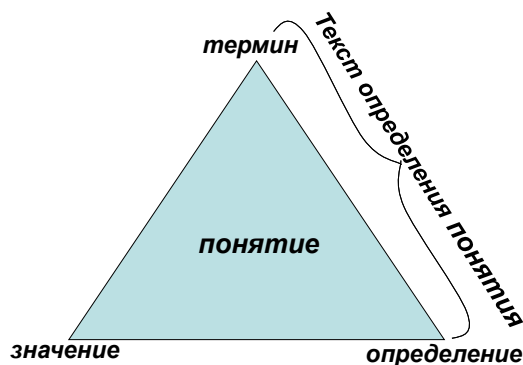 термин
Текст определения понятия
понятие
значение
определение